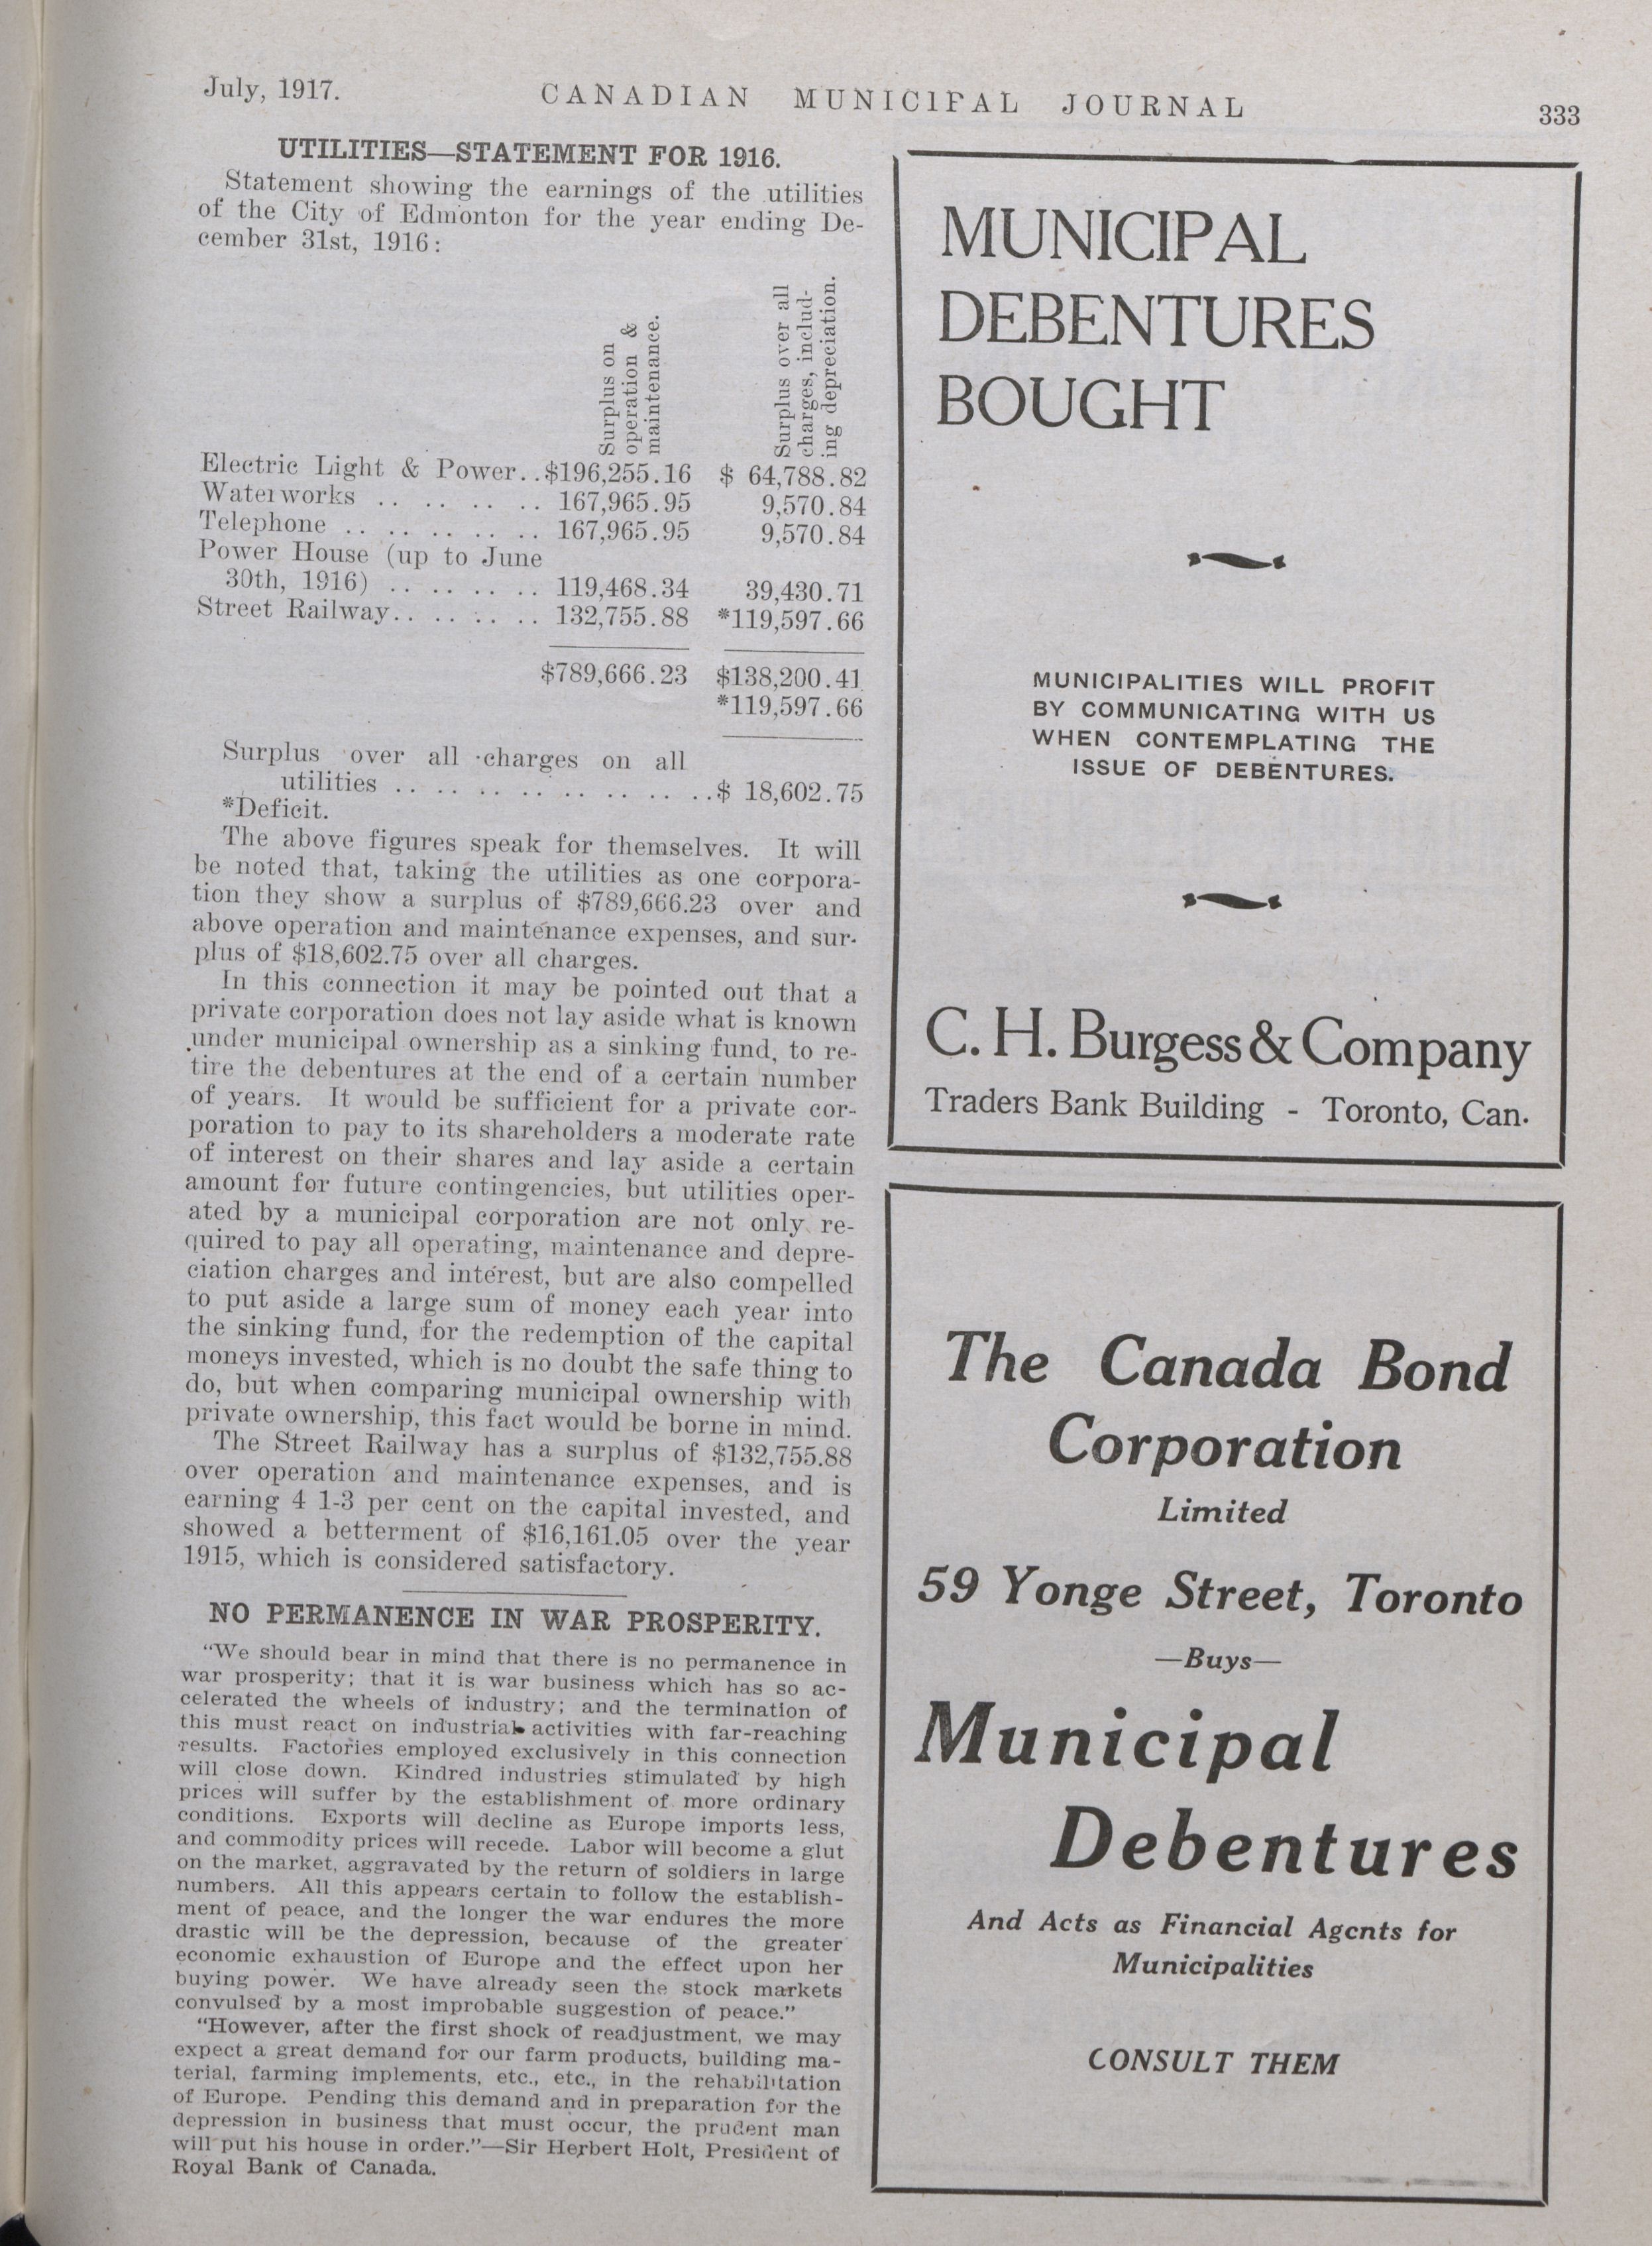 July, 1917.
CANADIAN MUNICIPAL JOURNAL
333
UTILITIES—STATEMENT FOR 1916.
Statement showing the earnings of the utilities
of the City of Edmonton for the year ending De-
cember 31st, 1916:
Surplus on
operation &
maintenance.
Surplus over all
charges, includ-
ing depreciation.
Electric Light & Power..$196,255.16 $ 64,788.82
Waterworks .. .. .. .. .. 167,965.95 9,570.84
Telephone .. .. .. .. .. 167,965.95 9,570.84
Power House (up to June
30th, 1916) .. .. .. .. 119,468.34 39,430.71
Street Railway.. .. .. .. 132,755.88 *119,597.66
$789,666.23 $138,200.41
*119,597.66
Surplus over all charges on all
utilities .. .. .. .. .. .. .. ..$ 18,602.75
*Deficit.
The above figures speak for themselves. It will
be noted that, taking the utilities as one corpora-
tion they show a surplus of $789,666.23 over and
above operation and maintenance expenses, and sur-
plus of $18,602.75 over all charges.
In this connection it may be pointed out that a
private corporation does not lay aside what is known
under municipal ownership as a sinking fund, to re-
tire the debentures at the end of a certain number
of years. It would be sufficient for a private cor-
poration to pay to its shareholders a moderate rate
of interest on their shares and lay aside a certain
amount for future contingencies, but utilities oper-
ated by a municipal corporation are not only re-
quired to pay all operating, maintenance and depre-
ciation charges and interest, but are also compelled
to put aside a large sum of money each year into
the sinking fund, for the redemption of the capital
moneys invested, which is no doubt the safe thing to
do, but when comparing municipal ownership with
private ownership, this fact would be borne in mind.
The Street Railway has a surplus of $132,755.88
over operation and maintenance expenses, and is
earning 4 1-3 per cent on the capital invested, and
showed a betterment of $16,161.05 over the year
1915, which is considered satisfactory.
NO PERMANENCE IN WAR PROSPERITY.
"We should bear in mind that there is no permanence in
war prosperity; that it is war business which has so ac-
celerated the wheels of industry; and the termination of
this must react on industrial activities with far-reaching
results. Factories employed exclusively in this connection
will close down. Kindred industries stimulated by high
prices will suffer by the establishment of more ordinary
conditions. Exports will decline as Europe imports less,
and commodity prices will recede. Labor will become a glut
on the market, aggravated by the return of soldiers in large
numbers. All this appears certain to follow the establish-
ment of peace, and the longer the war endures the more
drastic will be the depression, because of the greater
economic exhaustion of Europe and the effect upon her
buying power. We have already seen the stock markets
convulsed by a most improbable suggestion of peace."
"However, after the first shock of readjustment, we may
expect a great demand for our farm products, building ma-
terial, farming implements, etc., etc., in the rehabilitation
of Europe. Pending this demand and in preparation for the
depression in business that must occur, the prudent man
will put his house in order."—Sir Herbert Holt, President of
Royal Bank of Canada.
MUNICIPAL
DEBENTURES
BOUGHT
MUNICIPALITIES WILL PROFIT
BY COMMUNICATING WITH US
WHEN CONTEMPLATING THE
ISSUE OF DEBENTURES.
C. H. Burgess & Company
Traders Bank Building - Toronto, Can.
The Canada Bond
Corporation
Limited
59 Yonge Street, Toronto
—Buys—
Municipal
Debentures
And Acts as Financial Agents for
Municipalities
CONSULT THEM